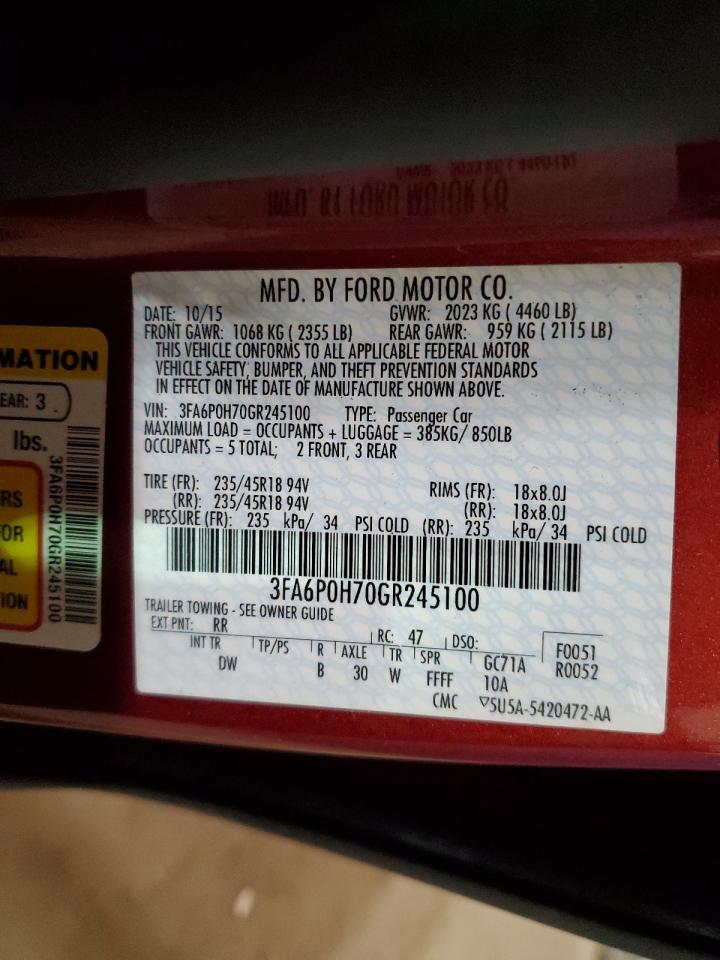 MFD. BY FORD MOTOR CO.
DATE: 10/15 GVWR: 2023 KG ( 4460 LB)
FRONT GAWR: 1068 KG ( 2355 LB) REAR GAWR: 959 KG ( 2115 LB)
THIS VEHICLE CONFORMS TO ALL APPLICABLE FEDERAL MOTOR
VEHICLE SAFETY, BUMPER, AND THEFT PREVENTION STANDARDS
IN EFFECT ON THE DATE OF MANUFACTURE SHOWN ABOVE.
VIN: 3FA6P0H70GR245100 TYPE: Passenger Car
MAXIMUM LOAD = OCCUPANTS + LUGGAGE = 385KG/ 850LB
OCCUPANTS = 5 TOTAL; 2 FRONT, 3 REAR
TIRE (FR): 235/45R18 94V RIMS (FR): 18x8.0J
(RR): 235/45R18 94V (RR): 18x8.0J
PRESSURE (FR): 235 kPa/ 34 PSI COLD (RR): 235 kPa/ 34 PSI COLD
3FA6P0H70GR245100
TRAILER TOWING - SEE OWNER GUIDE
EXT PNT: RR RC: 47 DSO: F0051
INT TR TP/PS R AXLE TR SPR GC71A R0052
DW B 30 W FFFF 10A
CMC ▽5U5A-5420472-AA
MATION
EAR: 3
lbs.
3FA6P0H70GR245100
RS
OR
AL
ION